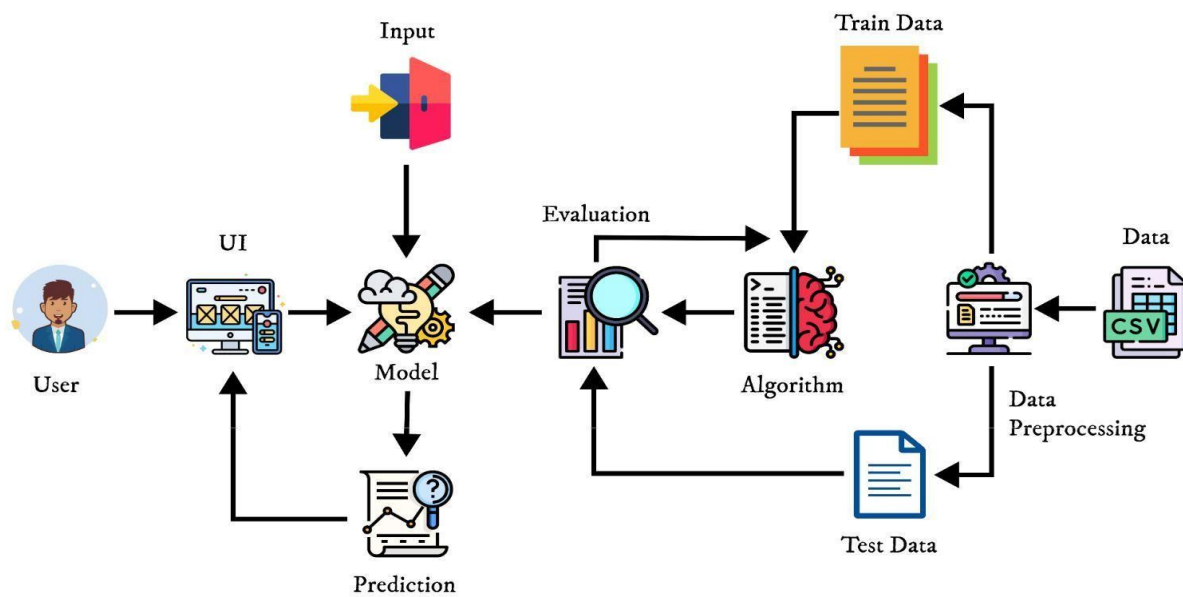 Input
Train Data
Evaluation
UI
Data
CSV
User
Model
Algorithm
Data
Preprocessing
?
Test Data
Prediction